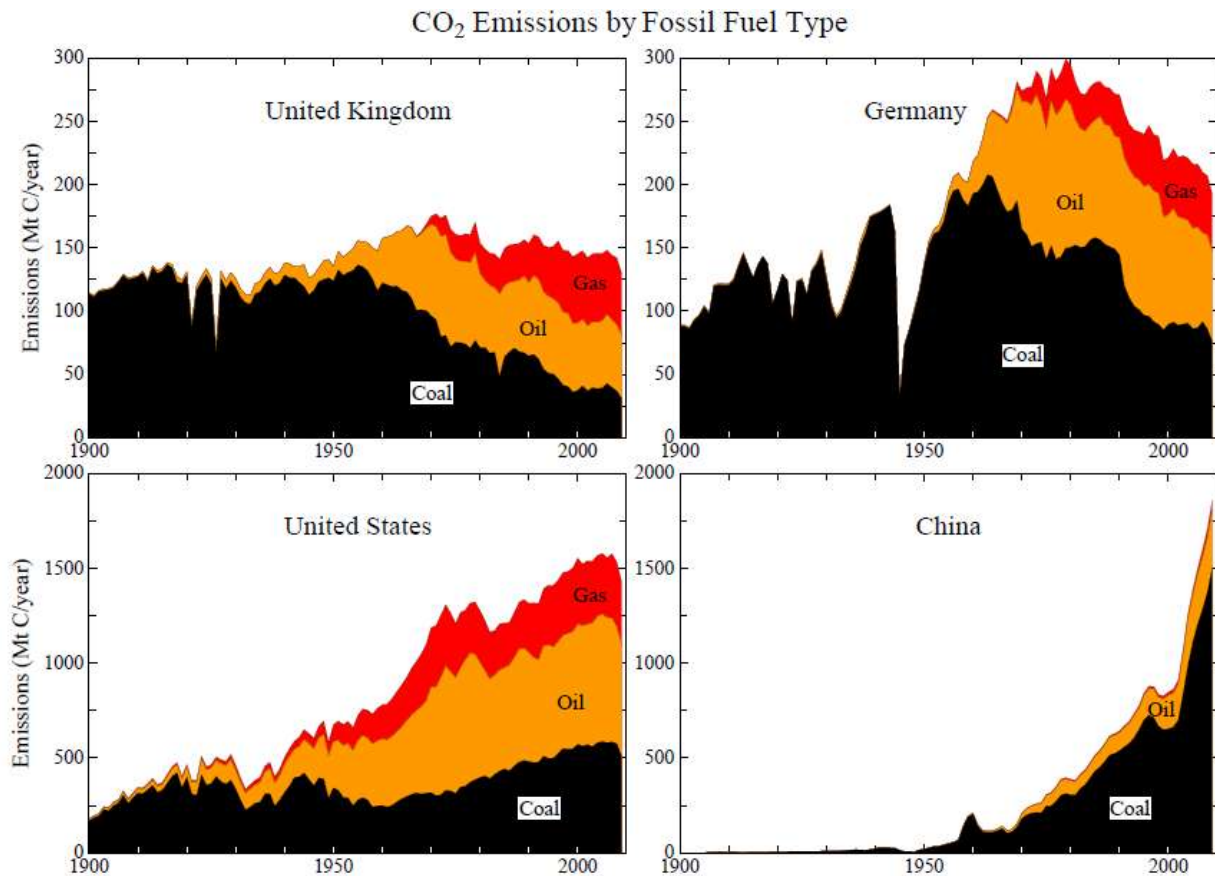 CO₂ Emissions by Fossil Fuel Type
300
250
200
150
100
50
0
Emissions (Mt C/year)
United Kingdom
Gas
Oil
Coal
1900
1950
2000
300
250
200
150
100
50
0
Germany
Gas
Oil
Coal
1900
1950
2000
2000
1500
1000
500
0
Emissions (Mt C/year)
United States
Gas
Oil
Coal
1900
1950
2000
2000
1500
1000
500
0
China
Oil
Coal
1900
1950
2000